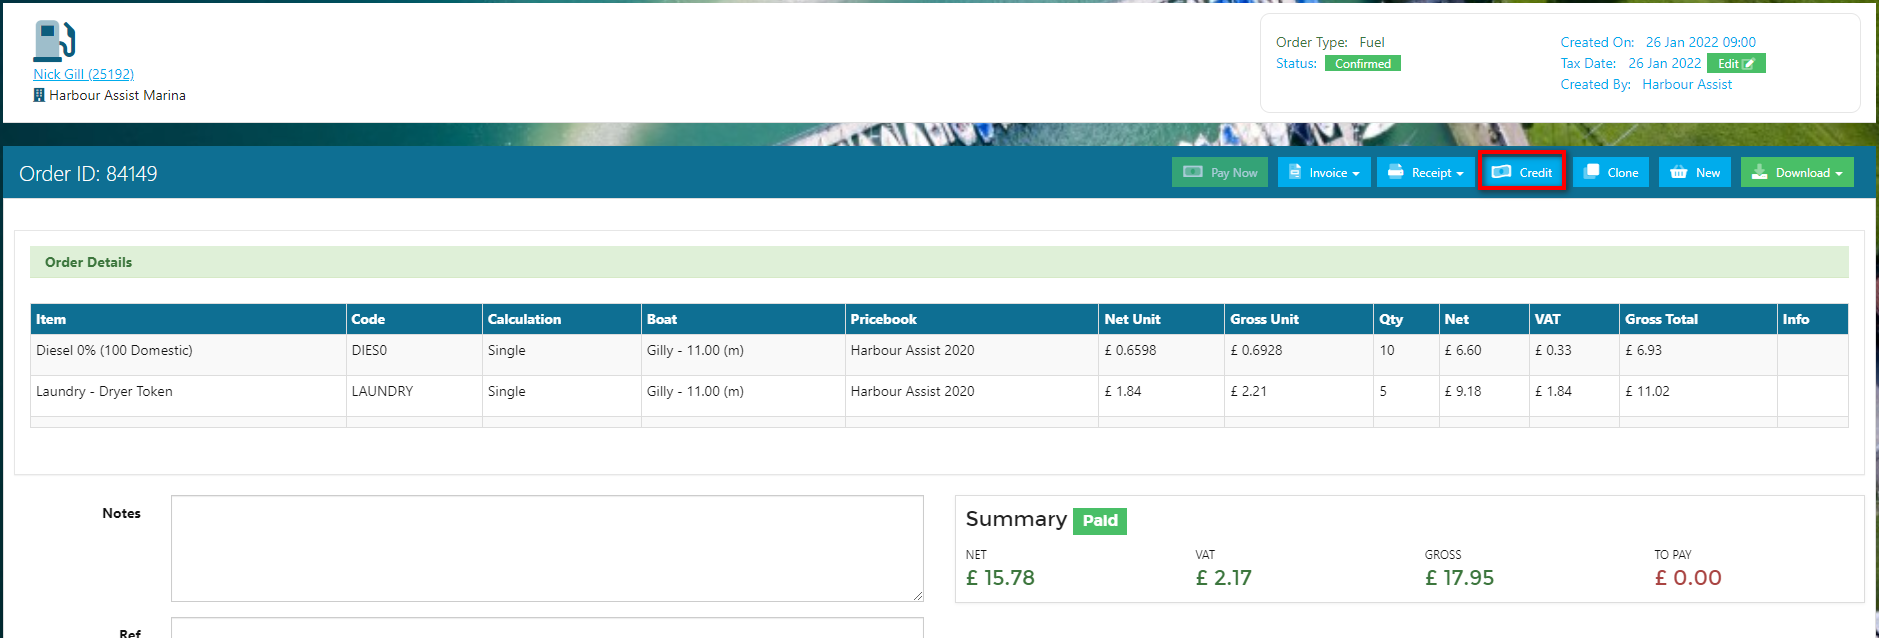 Nick Gill (25192)
Harbour Assist Marina
Order Type: Fuel
Status: Confirmed
Created On: 26 Jan 2022 09:00
Tax Date: 26 Jan 2022 Edit
Created By: Harbour Assist
Order ID: 84149
Pay Now Invoice Receipt Credit Clone New Download
Order Details
Item Code Calculation Boat Pricebook Net Unit Gross Unit Qty Net VAT Gross Total Info
Diesel 0% (100 Domestic) DIES0 Single Gilly - 11.00 (m) Harbour Assist 2020 £ 0.6598 £ 0.6928 10 £ 6.60 £ 0.33 £ 6.93
Laundry - Dryer Token LAUNDRY Single Gilly - 11.00 (m) Harbour Assist 2020 £ 1.84 £ 2.21 5 £ 9.18 £ 1.84 £ 11.02
Notes
Summary Paid
NET VAT GROSS TO PAY
£ 15.78 £ 2.17 £ 17.95 £ 0.00
Ref